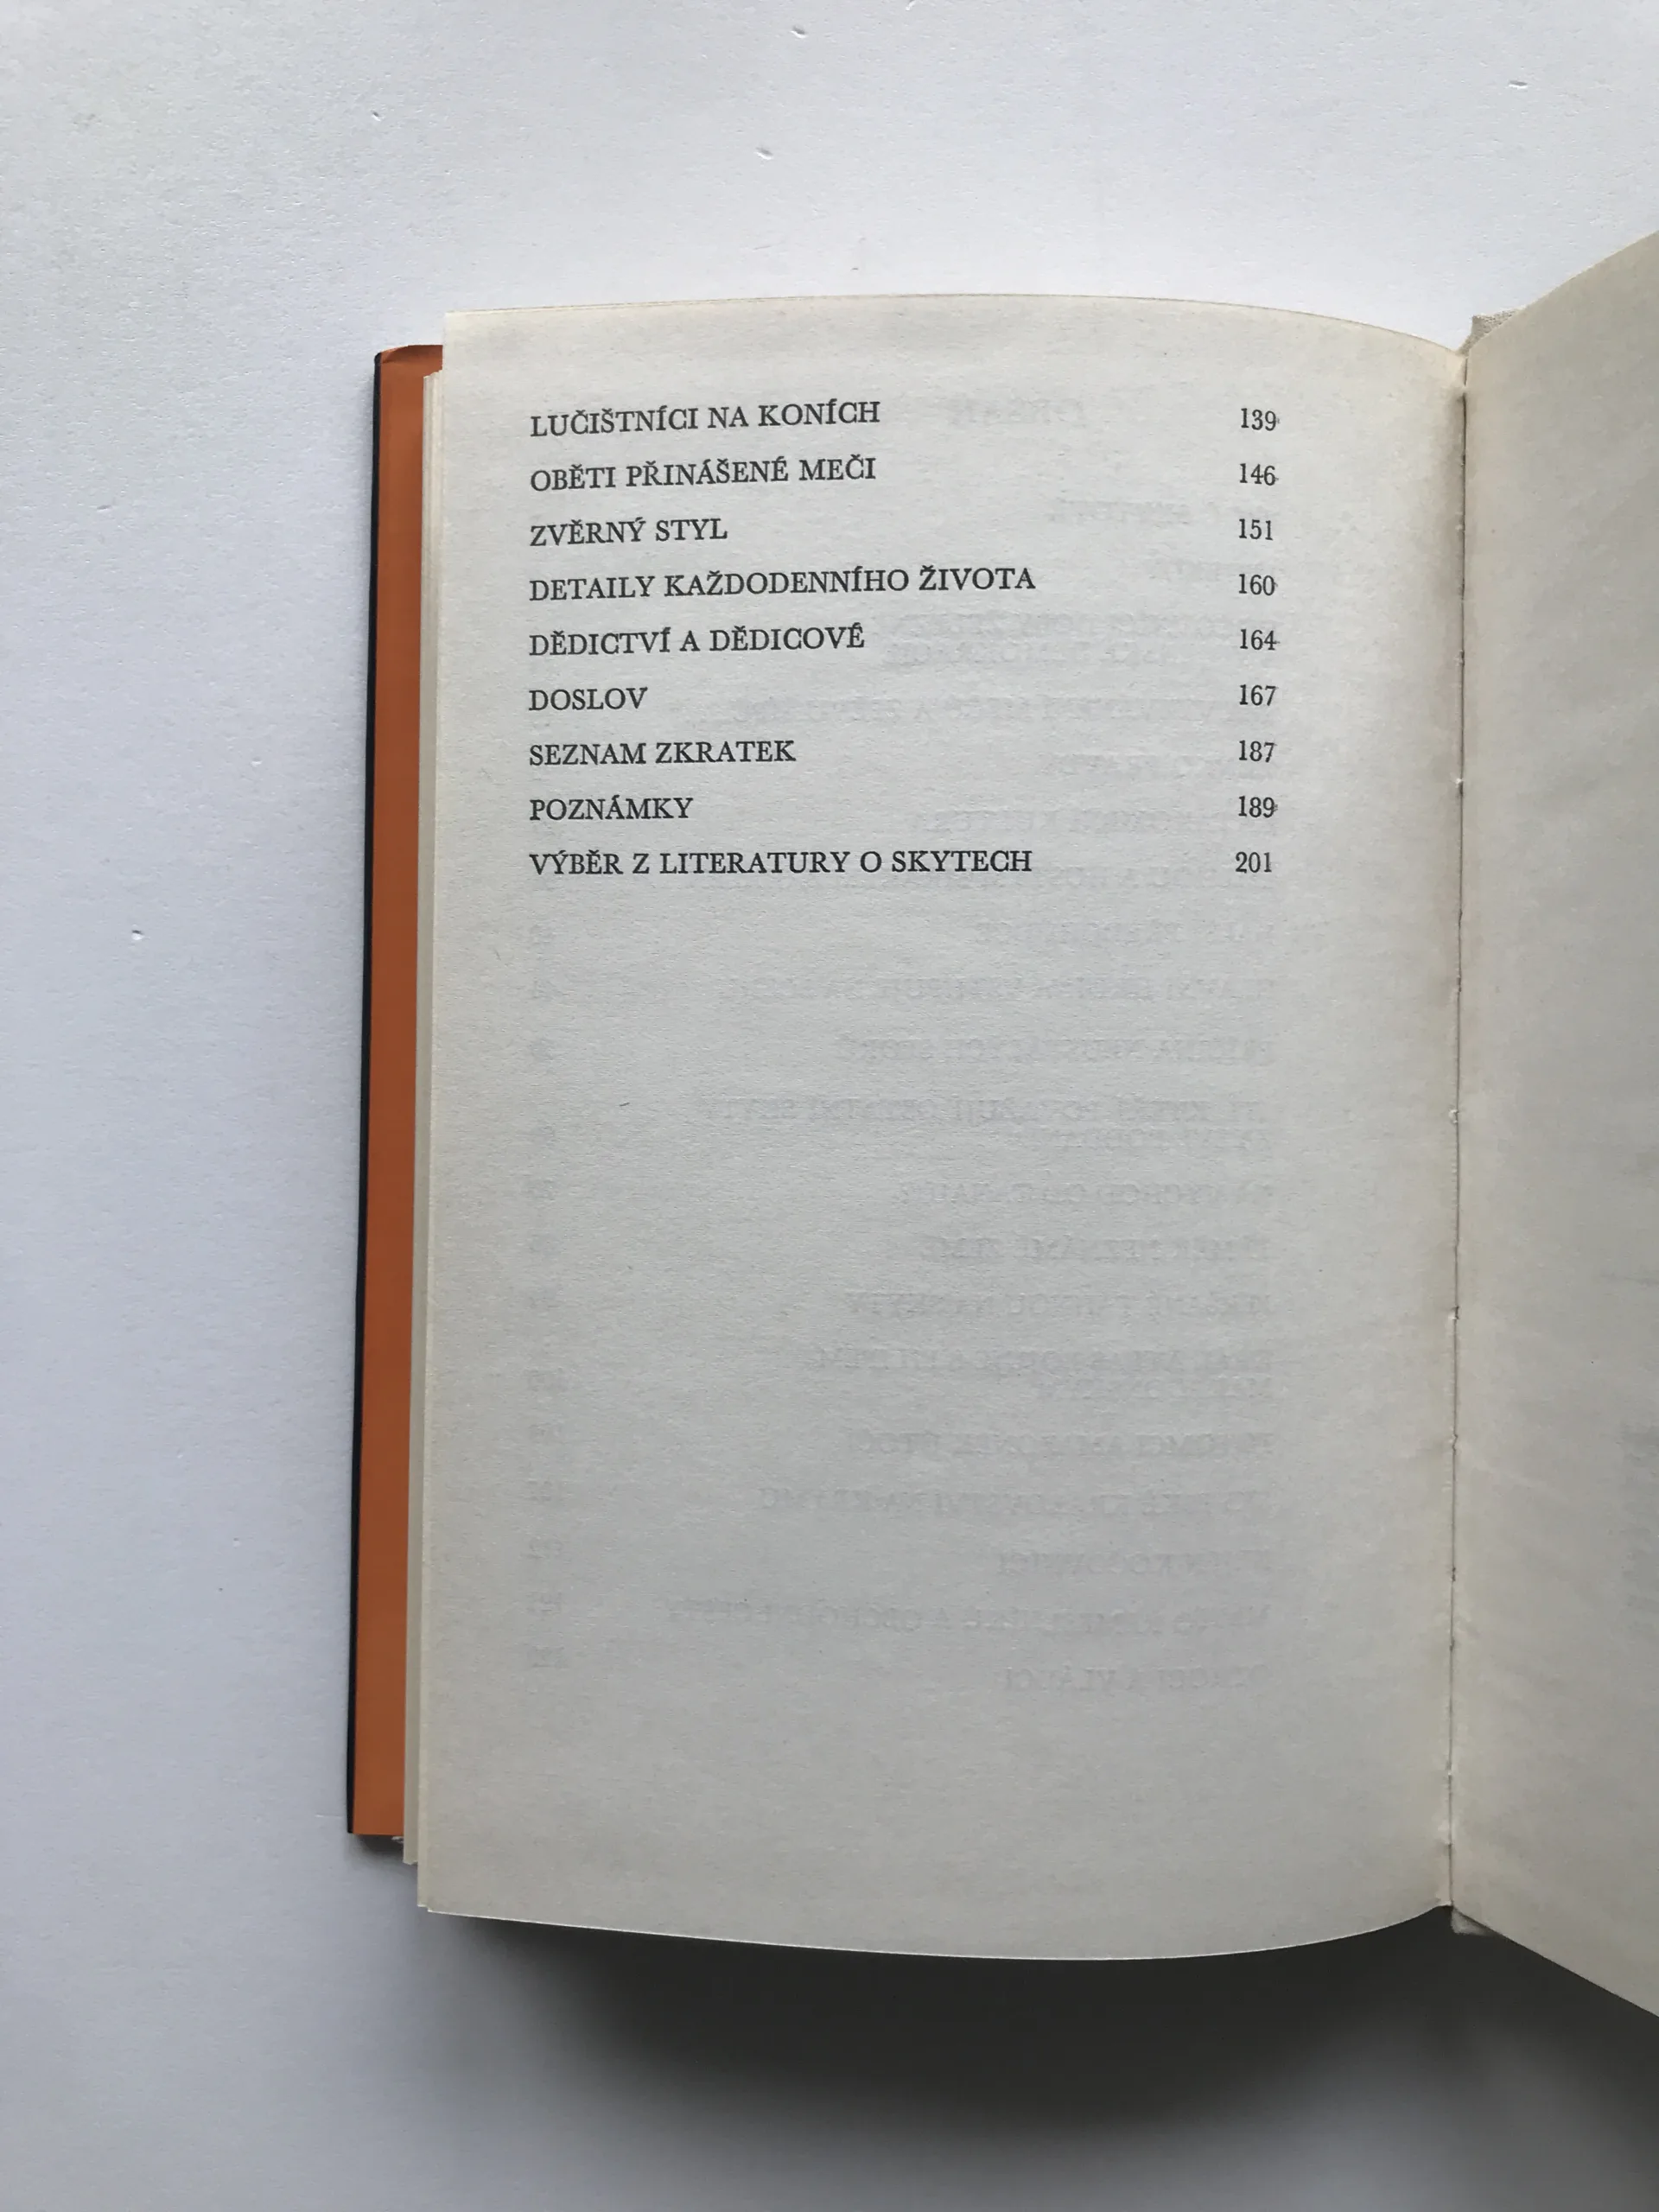 LUČIŠTNÍCI NA KONÍCH 139
OBĚTI PŘINÁŠENÉ MEČI 146
ZVĚRNÝ STYL 151
DETAILY KAŽDODENNÍHO ŽIVOTA 160
DĚDICTVÍ A DĚDICOVÉ 164
DOSLOV 167
SEZNAM ZKRATEK 187
POZNÁMKY 189
VÝBĚR Z LITERATURY O SKYTECH 201